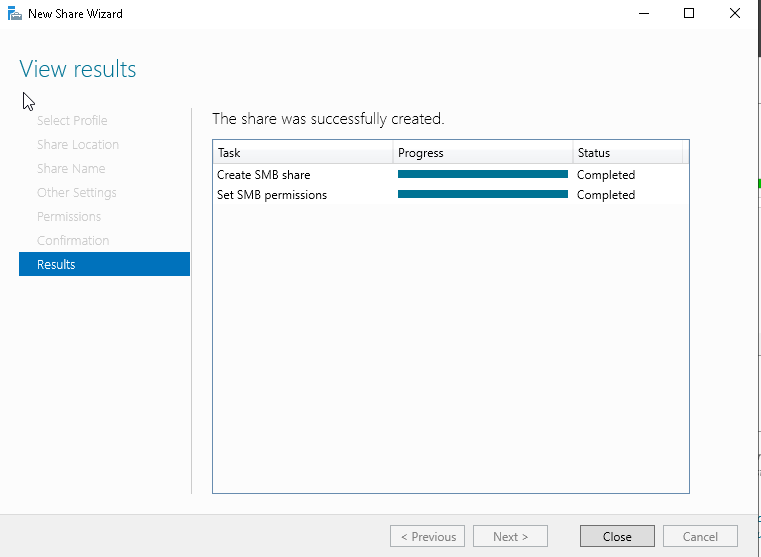 New Share Wizard
View results
Select Profile
Share Location
Share Name
Other Settings
Permissions
Confirmation
Results
The share was successfully created.
Task Progress Status
Create SMB share Completed
Set SMB permissions Completed
< Previous Next > Close Cancel